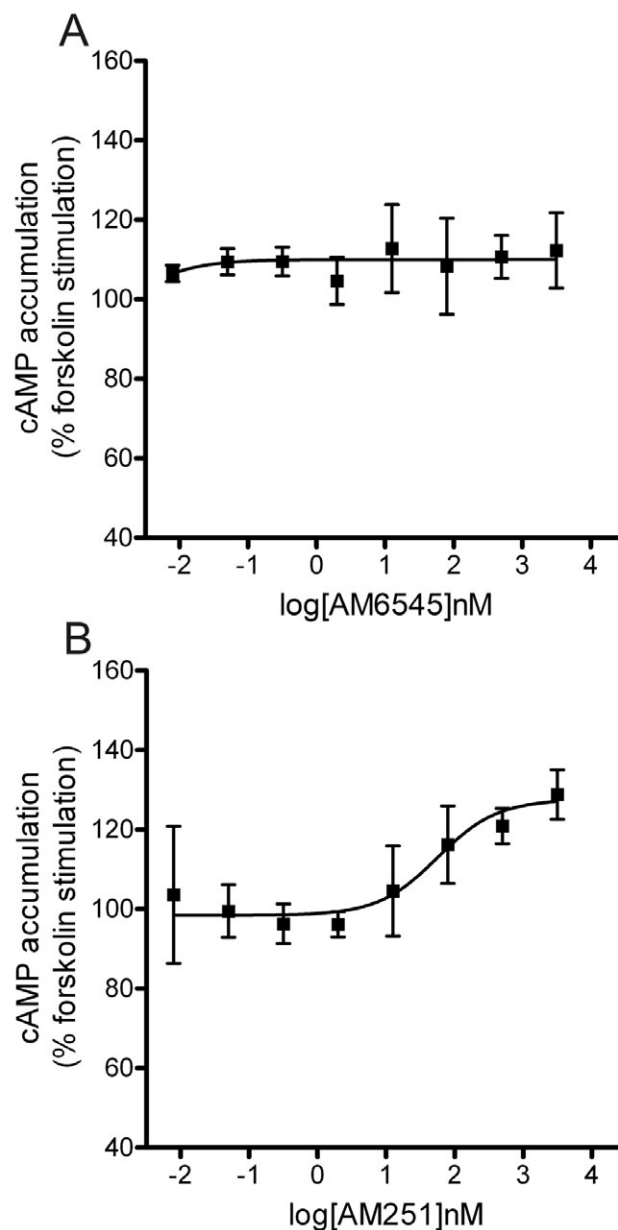 A
160
140
120
100
80
60
40
cAMP accumulation
(% forskolin stimulation)
-2 -1 0 1 2 3 4
log[AM6545]nM
B
160
140
120
100
80
60
40
cAMP accumulation
(% forskolin stimulation)
-2 -1 0 1 2 3 4
log[AM251]nM